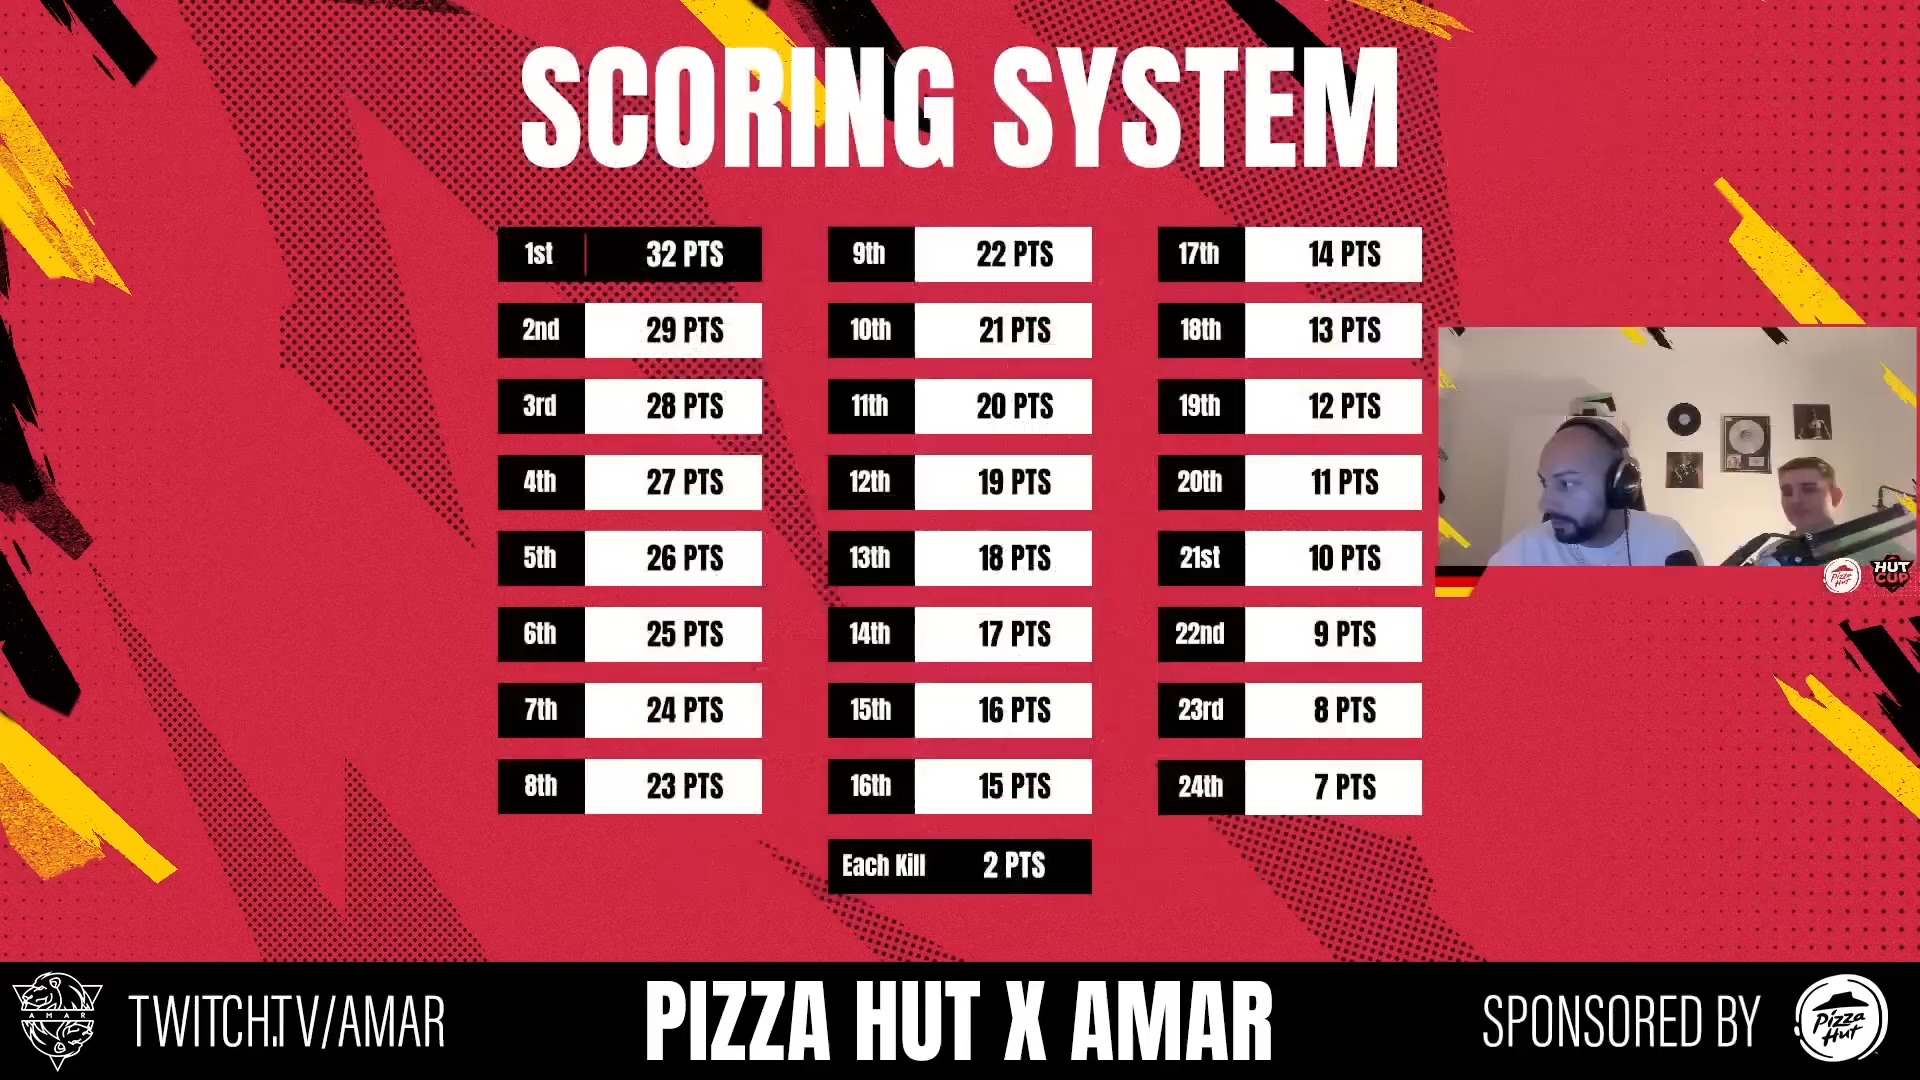 SCORING SYSTEM
1st 32 PTS
2nd 29 PTS
3rd 28 PTS
4th 27 PTS
5th 26 PTS
6th 25 PTS
7th 24 PTS
8th 23 PTS
9th 22 PTS
10th 21 PTS
11th 20 PTS
12th 19 PTS
13th 18 PTS
14th 17 PTS
15th 16 PTS
16th 15 PTS
17th 14 PTS
18th 13 PTS
19th 12 PTS
20th 11 PTS
21st 10 PTS
22nd 9 PTS
23rd 8 PTS
24th 7 PTS
Each Kill 2 PTS
Pizza
Hut
HUT
CUP
AMAR
TWITCH.TV/AMAR
PIZZA HUT X AMAR
SPONSORED BY
Pizza
Hut